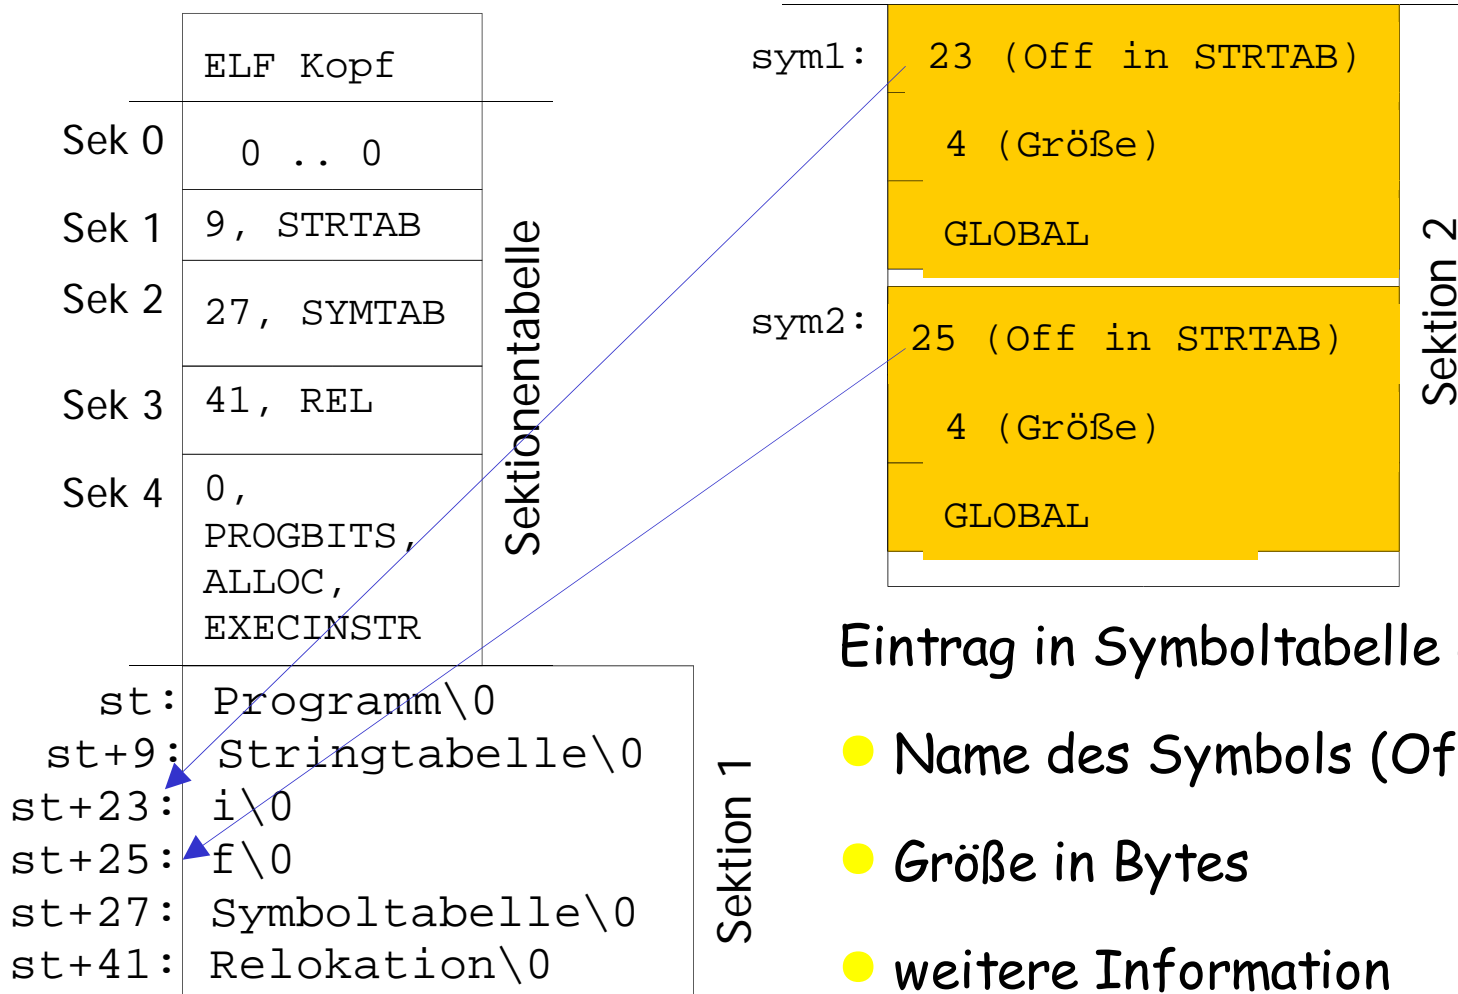 ELF Kopf
Sek 0
0 .. 0
Sek 1
9, STRTAB
Sek 2
27, SYMTAB
Sek 3
41, REL
Sek 4
0,
PROGBITS,
ALLOC,
EXECINSTR
Sektionentabelle
st: Programm\0
st+9: Stringtabelle\0
st+23: i\0
st+25: f\0
st+27: Symboltabelle\0
st+41: Relokation\0
Sektion 1
sym1: 23 (Off in STRTAB)
4 (Größe)
GLOBAL
sym2: 25 (Off in STRTAB)
4 (Größe)
GLOBAL
Sektion 2
Eintrag in Symboltabelle
Name des Symbols (Of
Größe in Bytes
weitere Information